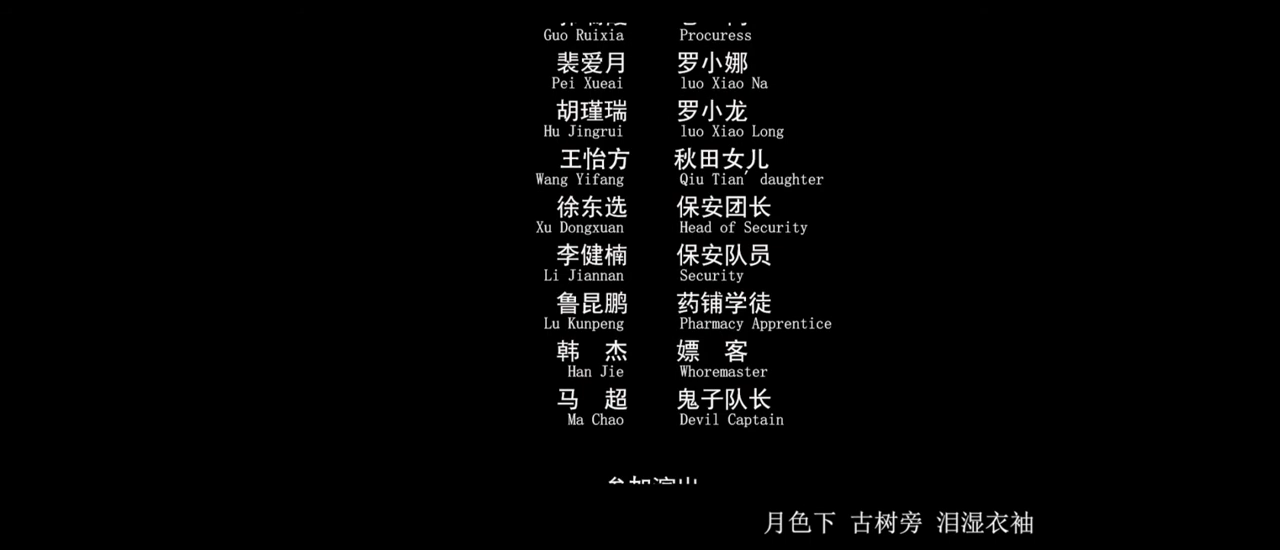 Guo Ruixia Procuress
裴爱月 罗小娜
Pei Xueai luo Xiao Na
胡瑾瑞 罗小龙
Hu Jingrui luo Xiao Long
王怡方 秋田女儿
Wang Yifang Qiu Tian' daughter
徐东选 保安团长
Xu Dongxuan Head of Security
李健楠 保安队员
Li Jiannan Security
鲁昆鹏 药铺学徒
Lu Kunpeng Pharmacy Apprentice
韩 杰 嫖 客
Han Jie Whoremaster
马 超 鬼子队长
Ma Chao Devil Captain
月色下 古树旁 泪湿衣袖